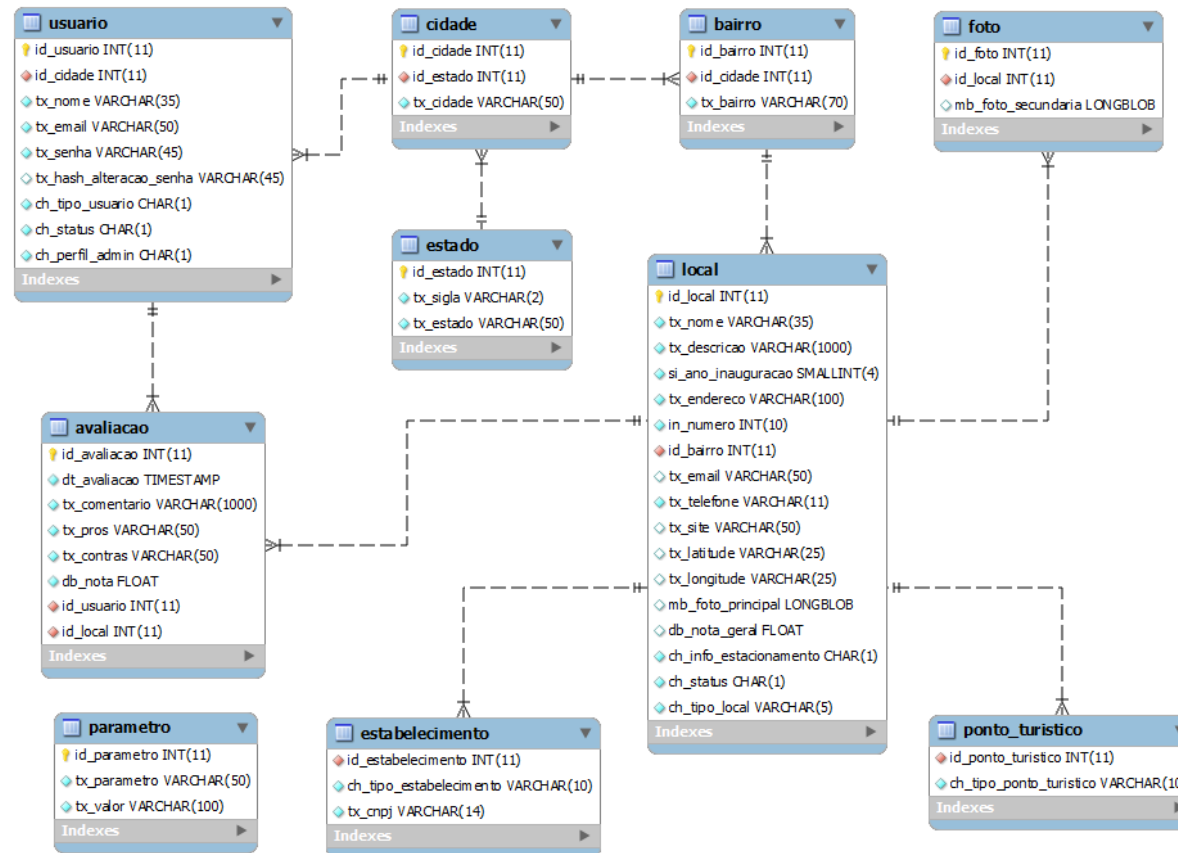 usuario
id_usuario INT(11)
id_cidade INT(11)
tx_nome VARCHAR(35)
tx_email VARCHAR(50)
tx_senha VARCHAR(45)
tx_hash_alteracao_senha VARCHAR(45)
ch_tipo_usuario CHAR(1)
ch_status CHAR(1)
ch_perfil_admin CHAR(1)
Indexes
cidade
id_cidade INT(11)
id_estado INT(11)
tx_cidade VARCHAR(50)
Indexes
bairro
id_bairro INT(11)
id_cidade INT(11)
tx_bairro VARCHAR(70)
Indexes
foto
id_foto INT(11)
id_local INT(11)
mb_foto_secundaria LONGBLOB
Indexes
estado
id_estado INT(11)
tx_sigla VARCHAR(2)
tx_estado VARCHAR(50)
Indexes
local
id_local INT(11)
tx_nome VARCHAR(35)
tx_descricao VARCHAR(1000)
si_ano_inauguracao SMALLINT(4)
tx_endereco VARCHAR(100)
in_numero INT(10)
id_bairro INT(11)
tx_email VARCHAR(50)
tx_telefone VARCHAR(11)
tx_site VARCHAR(50)
tx_latitude VARCHAR(25)
tx_longitude VARCHAR(25)
mb_foto_principal LONGBLOB
db_nota_geral FLOAT
ch_info_estacionamento CHAR(1)
ch_status CHAR(1)
ch_tipo_local VARCHAR(5)
Indexes
avaliacao
id_avaliacao INT(11)
dt_avaliacao TIMESTAMP
tx_comentario VARCHAR(1000)
tx_pros VARCHAR(50)
tx_contras VARCHAR(50)
db_nota FLOAT
id_usuario INT(11)
id_local INT(11)
Indexes
parametro
id_parametro INT(11)
tx_parametro VARCHAR(50)
tx_valor VARCHAR(100)
Indexes
estabelecimento
id_estabelecimento INT(11)
ch_tipo_estabelecimento VARCHAR(10)
tx_cnpj VARCHAR(14)
Indexes
ponto_turistico
id_ponto_turistico INT(11)
ch_tipo_ponto_turistico VARCHAR(10
Indexes